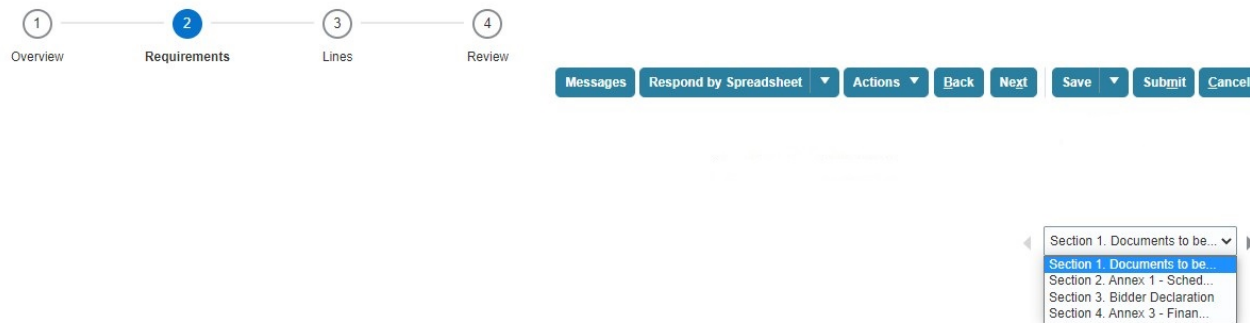 1 2 3 4
Overview Requirements Lines Review
Messages Respond by Spreadsheet Actions Back Next Save Submit Cancel
Section 1. Documents to be...
Section 1. Documents to be...
Section 2. Annex 1 - Sched...
Section 3. Bidder Declaration
Section 4. Annex 3 - Finan...